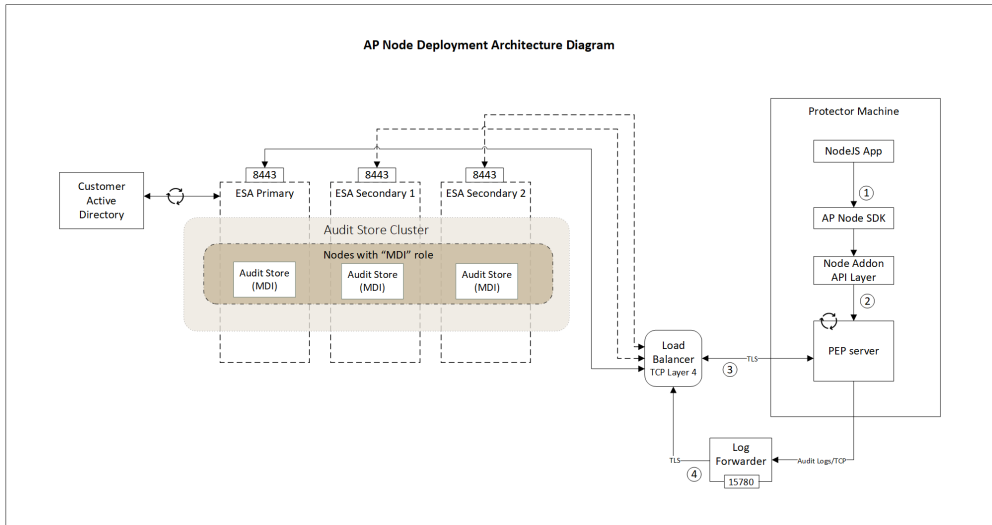 AP Node Deployment Architecture Diagram
Protector Machine
NodeJS App
8443
8443
8443
Customer
Active
Directory
ESA Primary
ESA Secondary 1
ESA Secondary 2
1
AP Node SDK
Audit Store Cluster
Nodes with “MDI” role
Node Addon
API Layer
Audit Store
(MDI)
Audit Store
(MDI)
Audit Store
(MDI)
2
Load
Balancer
TCP Layer 4
TLS
3
PEP server
Log
Forwarder
15780
TLS
4
Audit Logs/TCP